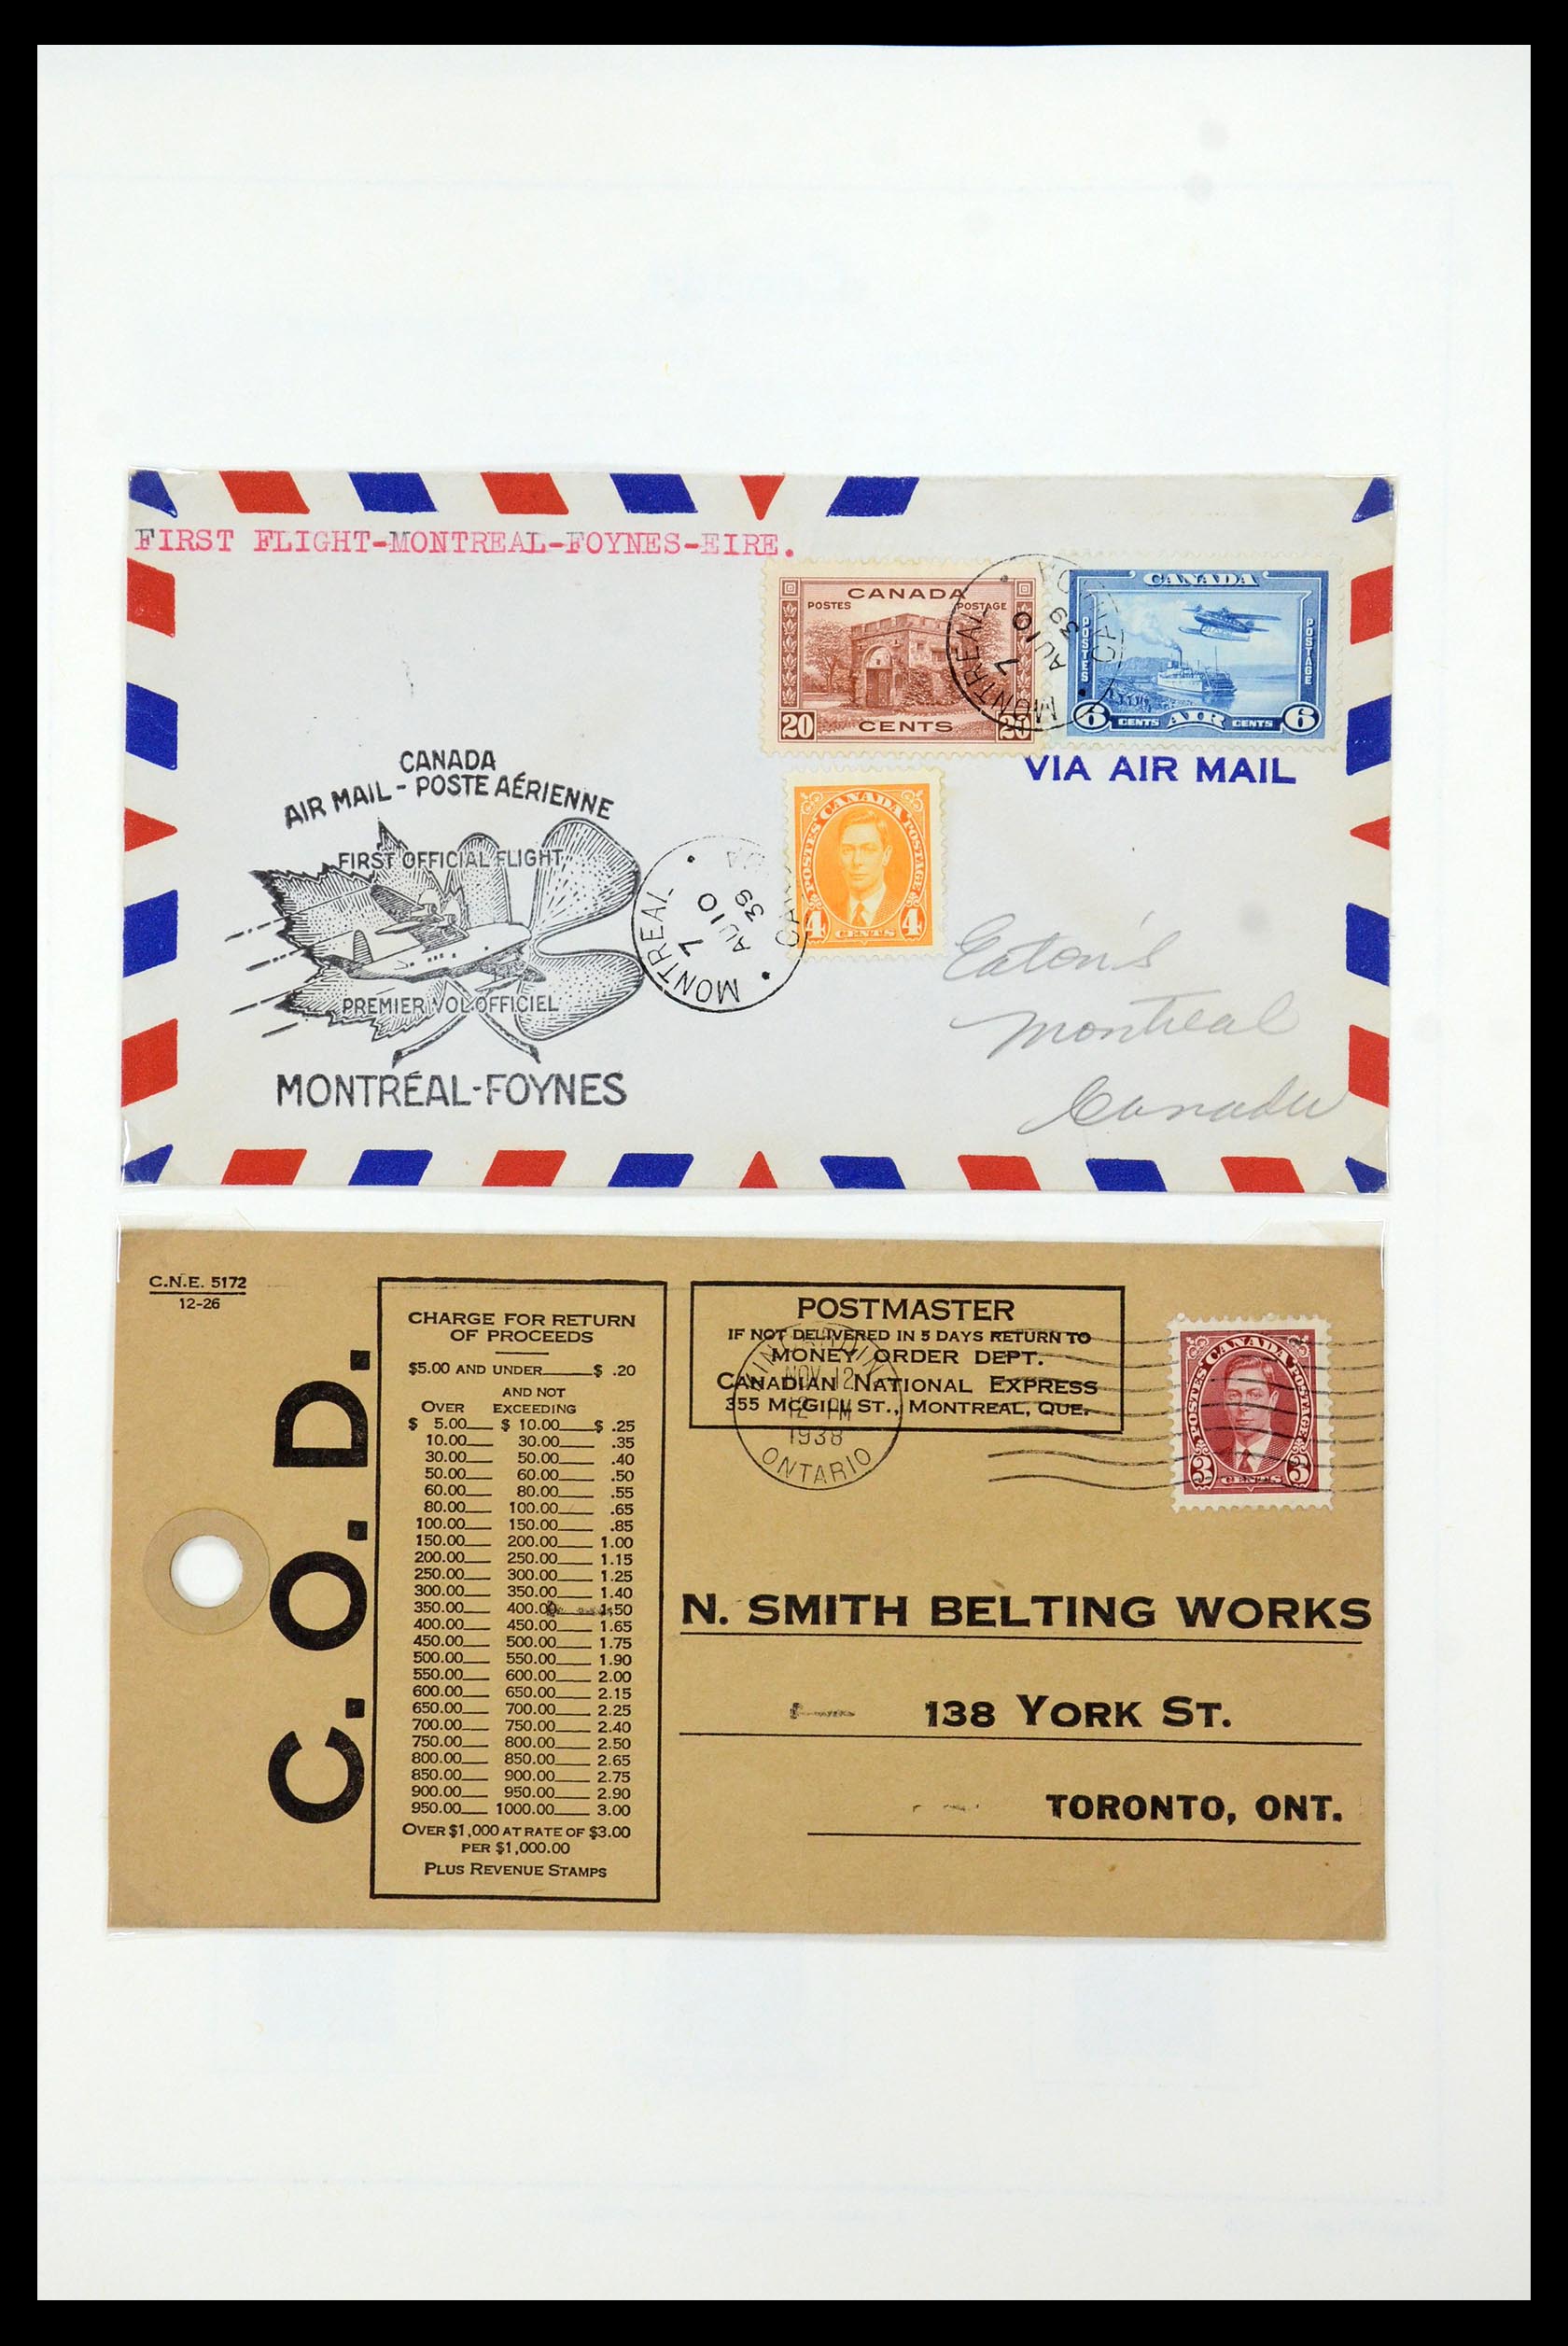 FIRST FLIGHT-MONTREAL-FOYNES-EIRE.
CANADA
POSTES POSTAGE
20 CENTS 20
CANADA
POSTES POSTAGE
6 CENTS AIR CENTS 6
MONTREAL
7
AU 10
39
CANADA
VIA AIR MAIL
CANADA
AIR MAIL - POSTE AÉRIENNE
FIRST OFFICIAL FLIGHT
PREMIER VOL OFFICIEL
MONTRÉAL-FOYNES
MONTREAL
7
AU 10
39
POSTES CANADA POSTAGE
4 CENTS 4
Eaton's
Montreal
Canada
C.N.E. 5172
12-26
C.O.D.
CHARGE FOR RETURN
OF PROCEEDS
$5.00 AND UNDER $ .20
AND NOT
OVER EXCEEDING
$ 5.00 $ 10.00 $ .25
10.00 30.00 .35
30.00 50.00 .40
50.00 60.00 .50
60.00 80.00 .55
80.00 100.00 .65
100.00 150.00 .85
150.00 200.00 1.00
200.00 250.00 1.15
250.00 300.00 1.25
300.00 350.00 1.40
350.00 400.00 1.50
400.00 450.00 1.65
450.00 500.00 1.75
500.00 550.00 1.90
550.00 600.00 2.00
600.00 650.00 2.15
650.00 700.00 2.25
700.00 750.00 2.40
750.00 800.00 2.50
800.00 850.00 2.65
850.00 900.00 2.75
900.00 950.00 2.90
950.00 1000.00 3.00
OVER $1,000 AT RATE OF $3.00
PER $1,000.00
PLUS REVENUE STAMPS
POSTMASTER
IF NOT DELIVERED IN 5 DAYS RETURN TO
MONEY ORDER DEPT.
CANADIAN NATIONAL EXPRESS
355 MCGILL ST., MONTREAL, QUE.
NOV 12
12 PM
1938
ONTARIO
POSTES CANADA POSTAGE
3 CENTS 3
N. SMITH BELTING WORKS
138 YORK ST.
TORONTO, ONT.